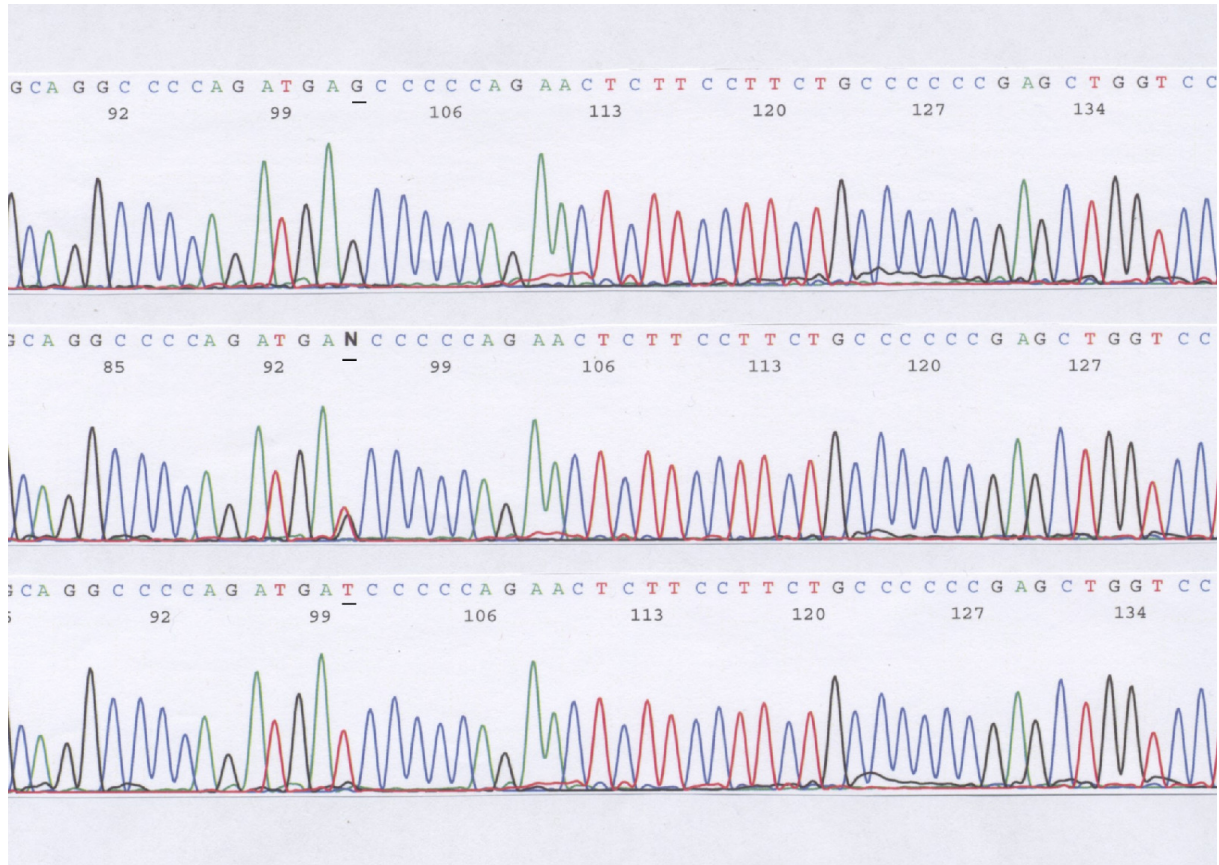 GCAGGCCCCAGATGAGCCCCCAGAACTCTTCCTTCTGCCCCCCGAGCTGGTCC
92 99 106 113 120 127 134
GCAGGCCCCAGATGANCCCCCAGAACTCTTCCTTCTGCCCCCCGAGCTGGTCC
85 92 99 106 113 120 127
GCAGGCCCCAGATGATCCCCCAGAACTCTTCCTTCTGCCCCCCGAGCTGGTCC
92 99 106 113 120 127 134